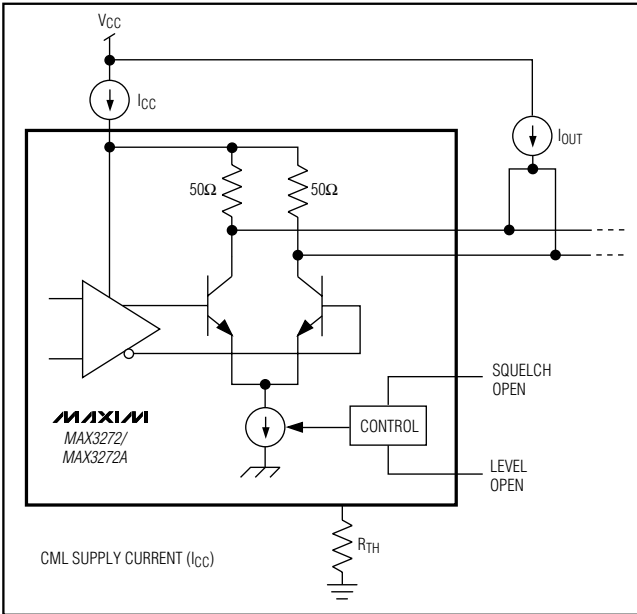 VCC
ICC
IOUT
50Ω
50Ω
SQUELCH
OPEN
CONTROL
MAXIM
MAX3272/
MAX3272A
LEVEL
OPEN
RTH
CML SUPPLY CURRENT (ICC)